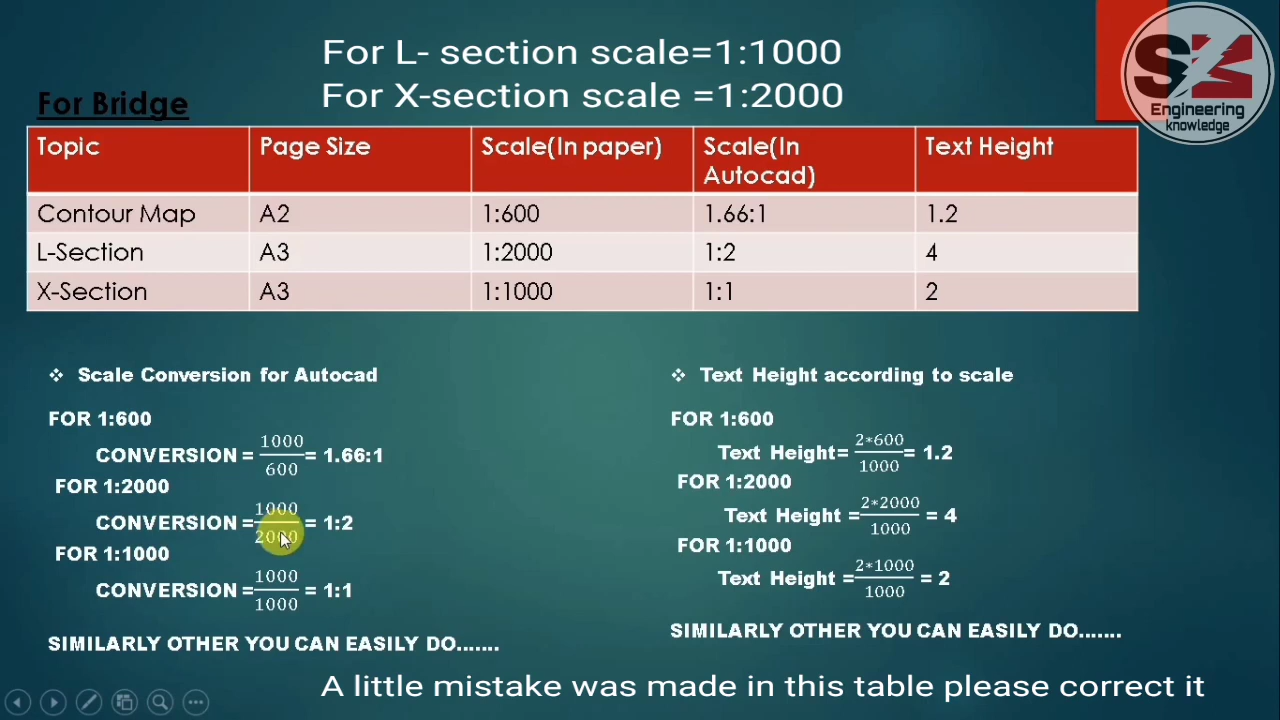 For L- section scale=1:1000
For X-section scale =1:2000
SZ
Engineering
knowledge
For Bridge
Topic Page Size Scale(In paper) Scale(In Autocad) Text Height
Contour Map A2 1:600 1.66:1 1.2
L-Section A3 1:2000 1:2 4
X-Section A3 1:1000 1:1 2
❖ Scale Conversion for Autocad
FOR 1:600
CONVERSION = 1000/600 = 1.66:1
FOR 1:2000
CONVERSION = 1000/2000 = 1:2
FOR 1:1000
CONVERSION = 1000/1000 = 1:1
SIMILARLY OTHER YOU CAN EASILY DO.......
❖ Text Height according to scale
FOR 1:600
Text Height= 2*600/1000 = 1.2
FOR 1:2000
Text Height = 2*2000/1000 = 4
FOR 1:1000
Text Height = 2*1000/1000 = 2
SIMILARLY OTHER YOU CAN EASILY DO.......
A little mistake was made in this table please correct it